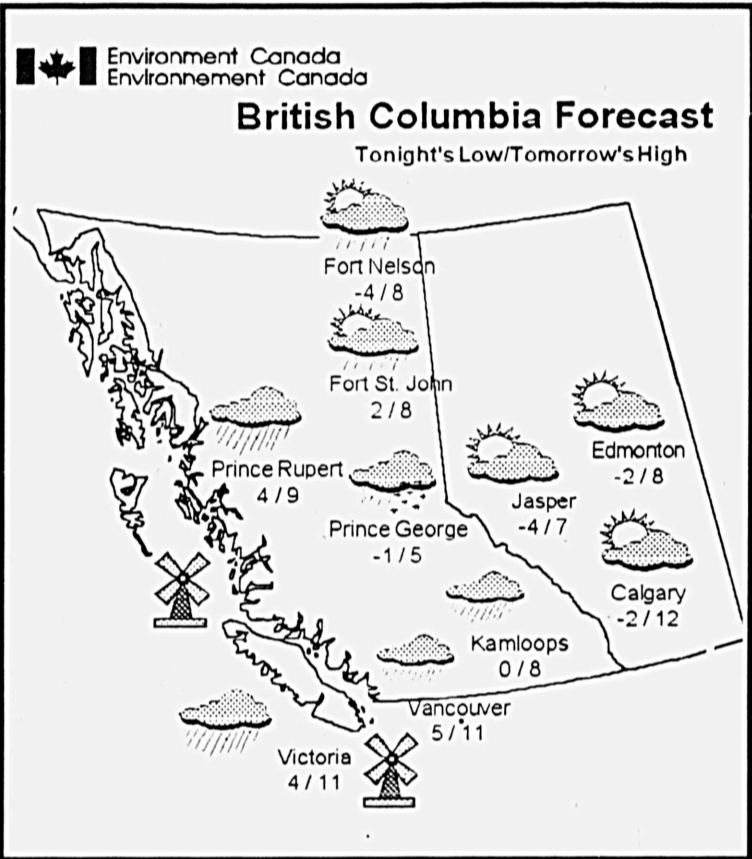 Environment Canada
Environnement Canada
British Columbia Forecast
Tonight's Low/Tomorrow's High
Fort Nelson
-4/8
Fort St. John
2/8
Prince Rupert
4/9
Prince George
-1/5
Edmonton
-2/8
Jasper
-4/7
Calgary
-2/12
Kamloops
0/8
Vancouver
5/11
Victoria
4/11